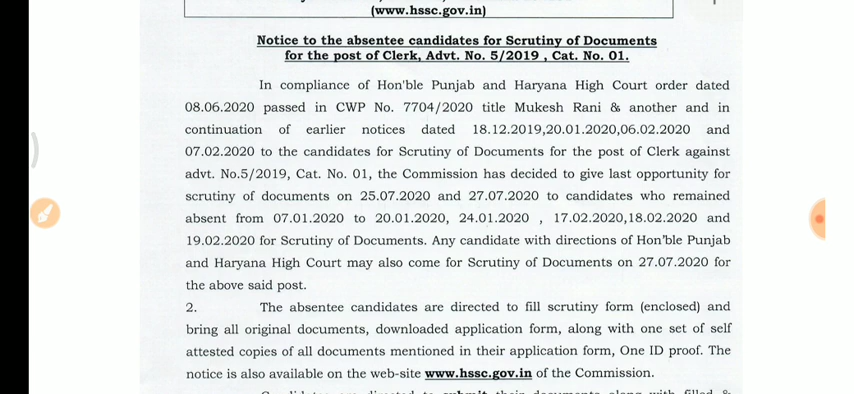 (www.hssc.gov.in)
Notice to the absentee candidates for Scrutiny of Documents
for the post of Clerk, Advt. No. 5/2019 , Cat. No. 01.
In compliance of Hon'ble Punjab and Haryana High Court order dated
08.06.2020 passed in CWP No. 7704/2020 title Mukesh Rani & another and in
continuation of earlier notices dated 18.12.2019,20.01.2020,06.02.2020 and
07.02.2020 to the candidates for Scrutiny of Documents for the post of Clerk against
advt. No.5/2019, Cat. No. 01, the Commission has decided to give last opportunity for
scrutiny of documents on 25.07.2020 and 27.07.2020 to candidates who remained
absent from 07.01.2020 to 20.01.2020, 24.01.2020 , 17.02.2020,18.02.2020 and
19.02.2020 for Scrutiny of Documents. Any candidate with directions of Hon'ble Punjab
and Haryana High Court may also come for Scrutiny of Documents on 27.07.2020 for
the above said post.
2. The absentee candidates are directed to fill scrutiny form (enclosed) and
bring all original documents, downloaded application form, along with one set of self
attested copies of all documents mentioned in their application form, One ID proof. The
notice is also available on the web-site www.hssc.gov.in of the Commission.